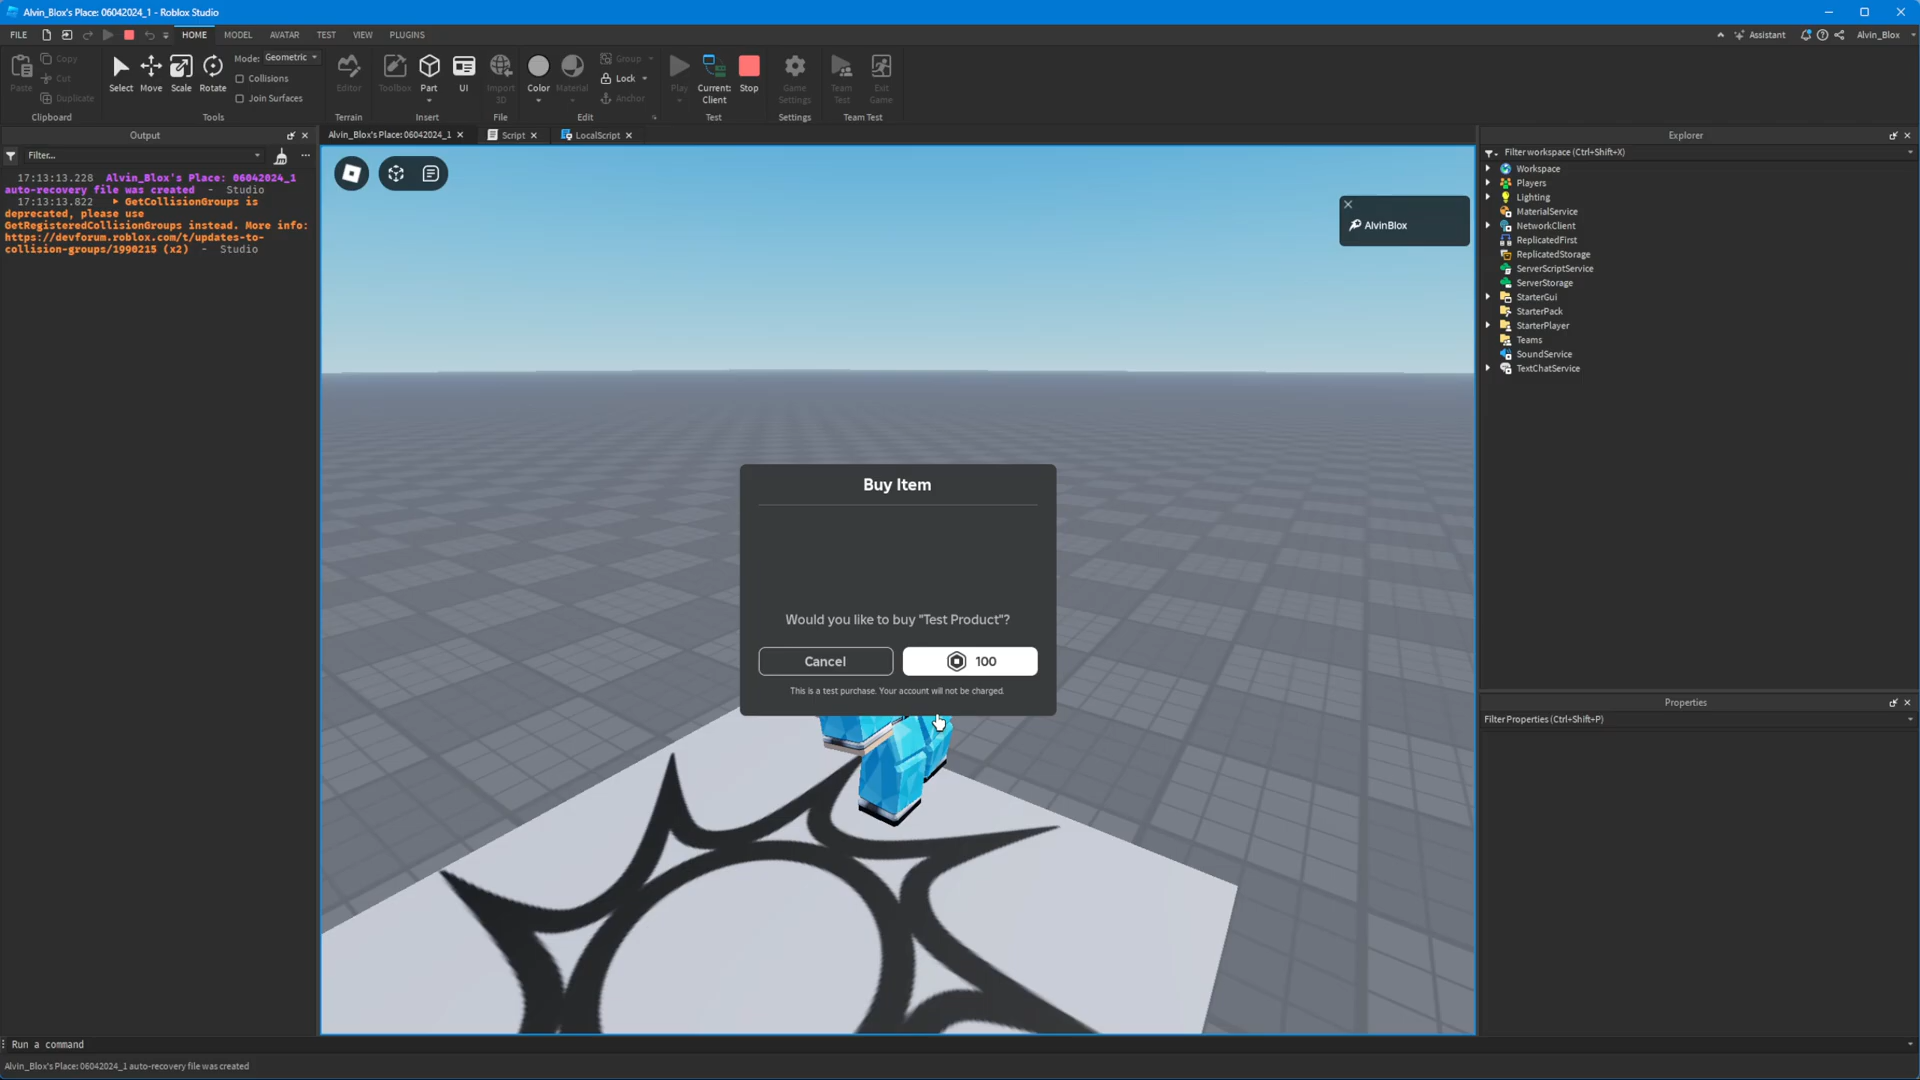 Alvin_Blox's Place: 06042024_1 - Roblox Studio
FILE
HOME
MODEL
AVATAR
TEST
VIEW
PLUGINS
Assistant
Alvin_Blox
Paste
Copy
Cut
Duplicate
Clipboard
Select
Move
Scale
Rotate
Mode: Geometric
Collisions
Join Surfaces
Tools
Editor
Terrain
Toolbox
Part
UI
Insert
Import
3D
File
Color
Material
Group
Lock
Anchor
Edit
Play
Current:
Client
Stop
Test
Game
Settings
Settings
Team
Test
Exit
Game
Team Test
Output
Filter...
17:13:13.228 Alvin_Blox's Place: 06042024_1
auto-recovery file was created - Studio
17:13:13.822 GetCollisionGroups is
deprecated, please use
GetRegisteredCollisionGroups instead. More info:
https://devforum.roblox.com/t/updates-to-
collision-groups/1990215 (x2) - Studio
Alvin_Blox's Place: 06042024_1
Script
LocalScript
AlvinBlox
Buy Item
Would you like to buy "Test Product"?
Cancel
100
This is a test purchase. Your account will not be charged.
Explorer
Filter workspace (Ctrl+Shift+X)
Workspace
Players
Lighting
MaterialService
NetworkClient
ReplicatedFirst
ReplicatedStorage
ServerScriptService
ServerStorage
StarterGui
StarterPack
StarterPlayer
Teams
SoundService
TextChatService
Properties
Filter Properties (Ctrl+Shift+P)
Run a command
Alvin_Blox's Place: 06042024_1 auto-recovery file was created